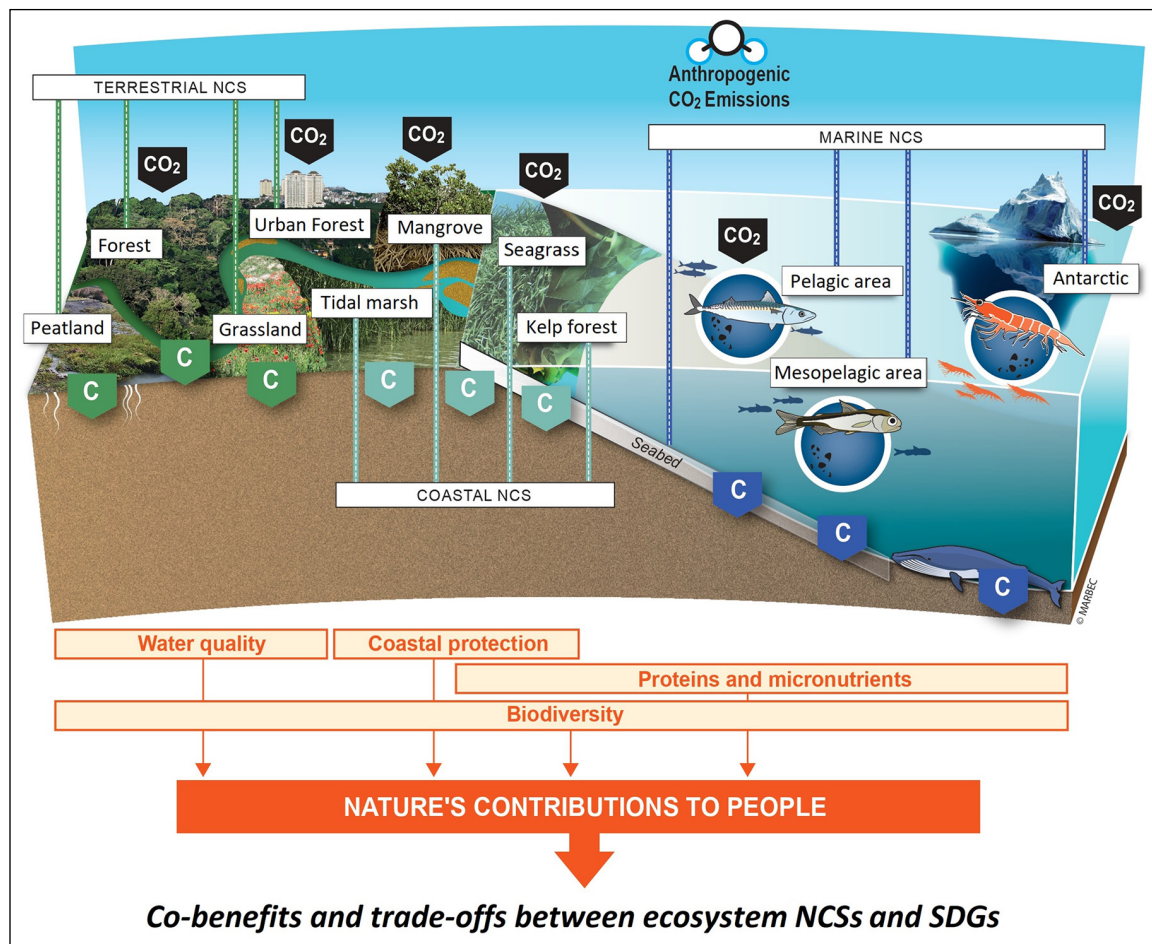 Anthropogenic
CO₂ Emissions
TERRESTRIAL NCS
MARINE NCS
CO₂
CO₂
CO₂
CO₂
CO₂
CO₂
Forest
Urban Forest
Mangrove
Seagrass
Pelagic area
Antarctic
Peatland
Grassland
Tidal marsh
Kelp forest
Mesopelagic area
C
C
C
C
C
C
Seabed
COASTAL NCS
C
C
C
© MARBEC
Water quality
Coastal protection
Proteins and micronutrients
Biodiversity
NATURE'S CONTRIBUTIONS TO PEOPLE
Co-benefits and trade-offs between ecosystem NCSs and SDGs